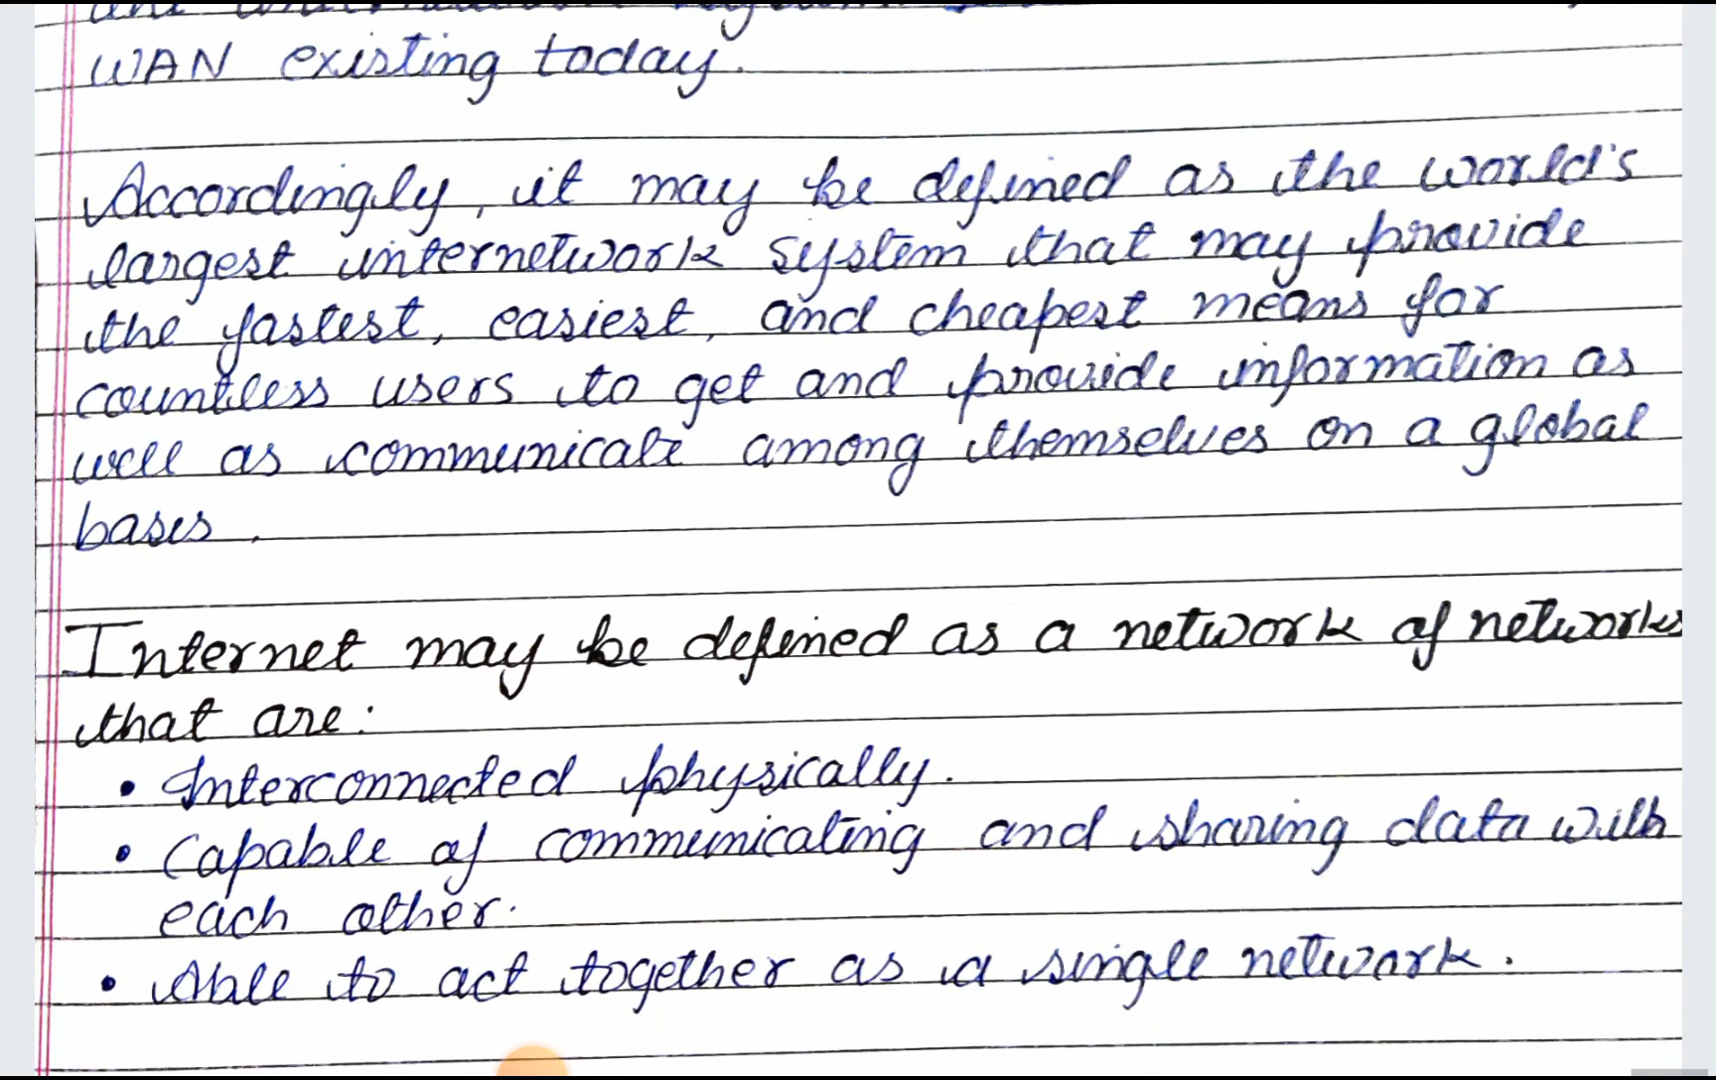 WAN existing today.
Accordingly, it may be defined as the world's
largest internetwork system that may provide
the fastest, easiest, and cheapest means for
countless users to get and provide information as
well as communicate among themselves on a global
bases.
Internet may be defined as a network of networks
that are:
• Interconnected physically.
• Capable of communicating and sharing data with
each other.
• Able to act together as a single network.